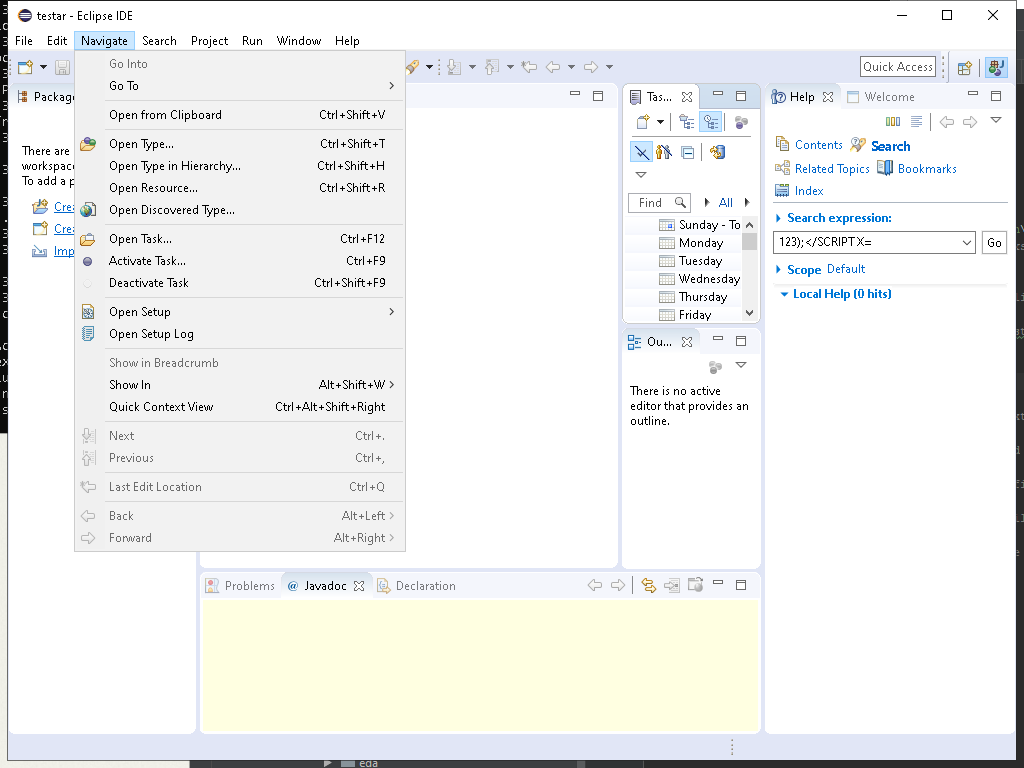 testar - Eclipse IDE
File Edit Navigate Search Project Run Window Help
Quick Access
Go Into
Go To
Open from Clipboard Ctrl+Shift+V
Open Type... Ctrl+Shift+T
Open Type in Hierarchy... Ctrl+Shift+H
Open Resource... Ctrl+Shift+R
Open Discovered Type...
Open Task... Ctrl+F12
Activate Task... Ctrl+F9
Deactivate Task Ctrl+Shift+F9
Open Setup
Open Setup Log
Show in Breadcrumb
Show In Alt+Shift+W
Quick Context View Ctrl+Alt+Shift+Right
Next Ctrl+.
Previous Ctrl+,
Last Edit Location Ctrl+Q
Back Alt+Left
Forward Alt+Right
There are
To add a
Tas...
Find
All
Sunday - To
Monday
Tuesday
Wednesday
Thursday
Friday
Ou...
There is no active
editor that provides an
outline.
Help Welcome
Contents Search
Related Topics Bookmarks
Index
Search expression:
123);</SCRIPT X= Go
Scope Default
Local Help (0 hits)
Problems @ Javadoc Declaration
eda